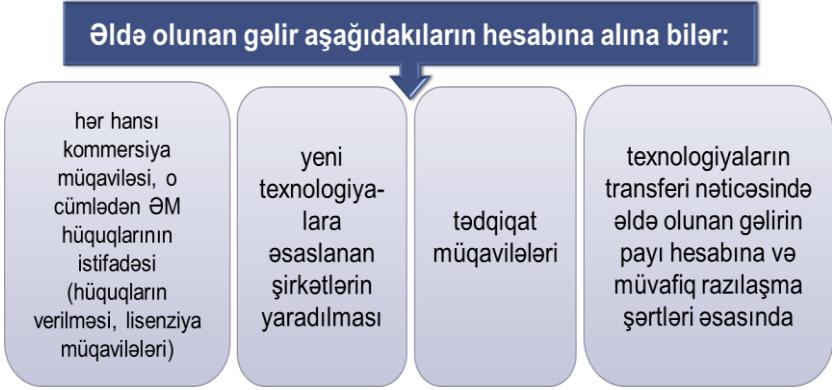 Əldə olunan gəlir aşağıdakıların hesabına alına bilər:
hər hansı
kommersiya
müqaviləsi, o
cümlədən ƏM
hüquqlarının
istifadəsi
(hüquqların
verilməsi, lisenziya
müqavilələri)
yeni
texnologiya-
lara
əsaslanan
şirkətlərin
yaradılması
tədqiqat
müqavilələri
texnologiyaların
transferi nəticəsində
əldə olunan gəlirin
payı hesabına və
müvafiq razılaşma
şərtləri əsasında